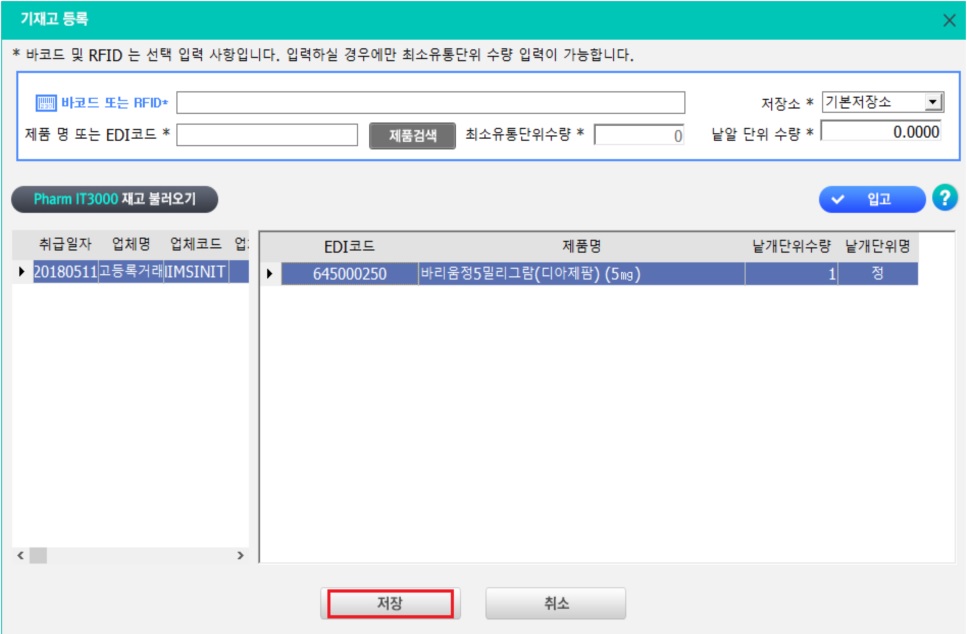 기재고 등록
* 바코드 및 RFID 는 선택 입력 사항입니다. 입력하실 경우에만 최소유통단위 수량 입력이 가능합니다.
바코드 또는 RFID* 저장소 * 기본저장소
제품 명 또는 EDI코드 * 제품검색 최소유통단위수량 * 0 낱알 단위 수량 * 0.0000
Pharm IT3000 재고 불러오기 입고 ?
취급일자 업체명 업체코드 EDI코드 제품명 낱개단위수량 낱개단위명
20180511 고등록거래 IIMSINIT 645000250 바리움정5밀리그람(디아제팜) (5mg) 1 정
저장 취소